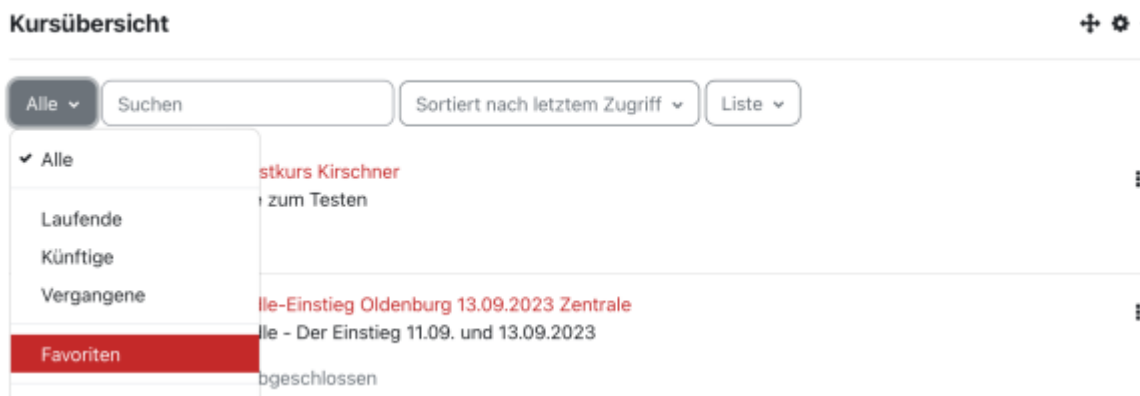 Kursübersicht
Alle Suchen Sortiert nach letztem Zugriff Liste
Alle
stkurs Kirschner
zum Testen
Laufende
Künftige
Vergangene
lle-Einstieg Oldenburg 13.09.2023 Zentrale
lle - Der Einstieg 11.09. und 13.09.2023
Favoriten
bgeschlossen